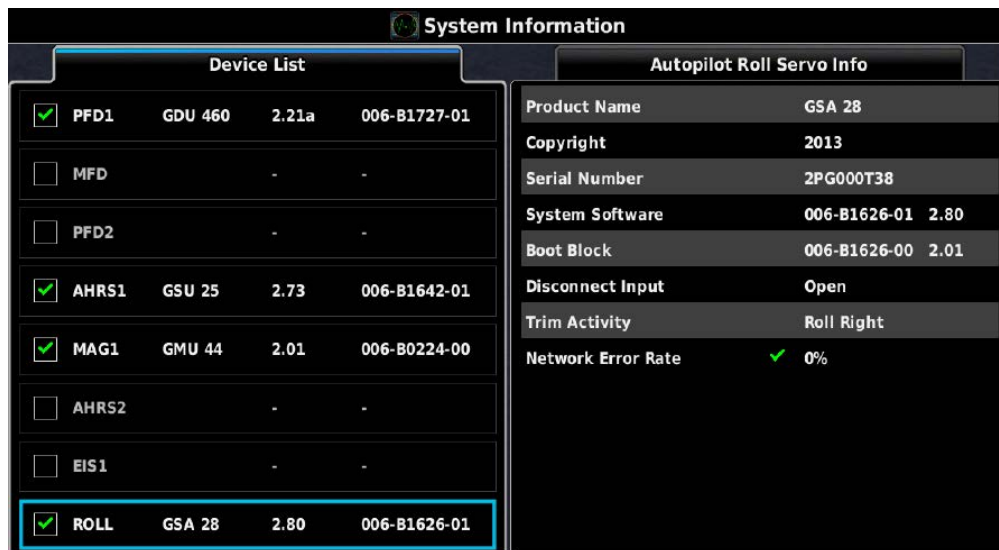 System Information
Device List
PFD1 GDU 460 2.21a 006-B1727-01
MFD - -
PFD2 - -
AHRS1 GSU 25 2.73 006-B1642-01
MAG1 GMU 44 2.01 006-B0224-00
AHRS2 - -
EIS1 - -
ROLL GSA 28 2.80 006-B1626-01
Autopilot Roll Servo Info
Product Name GSA 28
Copyright 2013
Serial Number 2PG000T38
System Software 006-B1626-01 2.80
Boot Block 006-B1626-00 2.01
Disconnect Input Open
Trim Activity Roll Right
Network Error Rate ✓ 0%